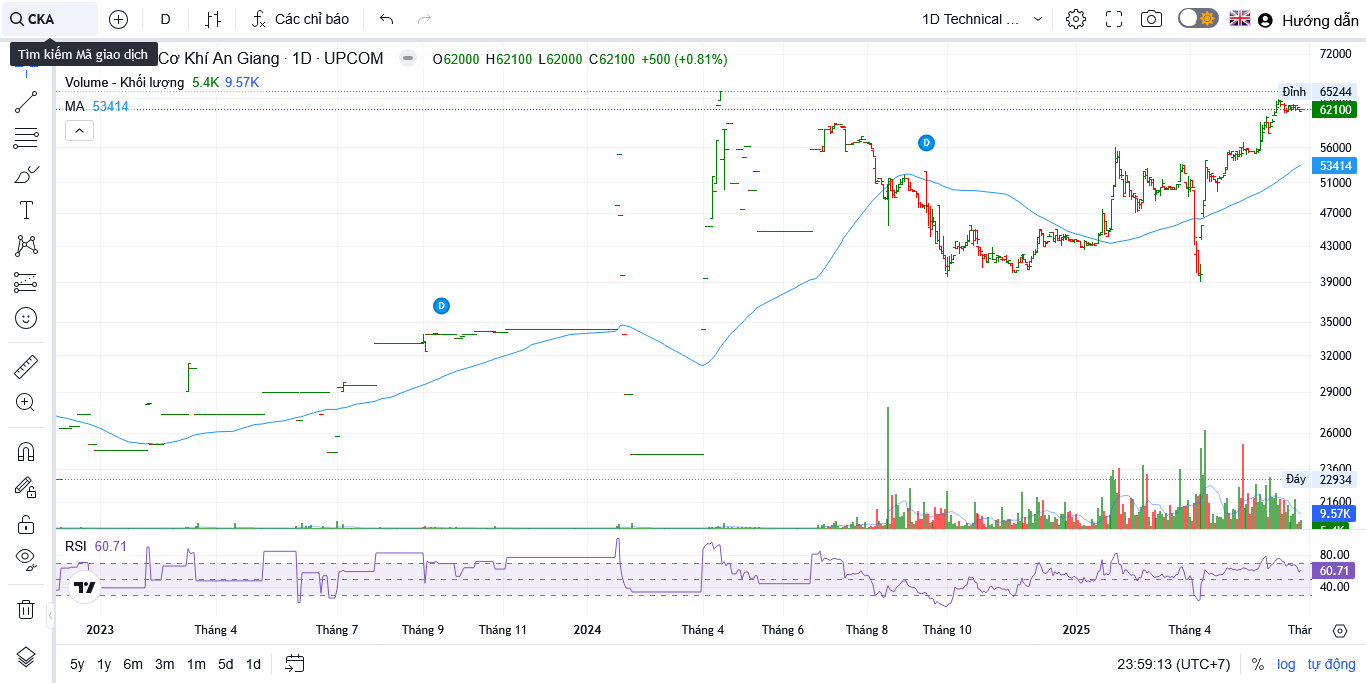 CKA
D
Các chỉ báo
1D Technical ...
Hướng dẫn
Tìm kiếm Mã giao dịch
Cơ Khí An Giang · 1D · UPCOM
O62000 H62100 L62000 C62100 +500 (+0.81%)
Volume - Khối lượng 5.4K 9.57K
MA 53414
72000
Đỉnh 65244
62100
56000
53414
51000
47000
43000
39000
35000
32000
29000
26000
23600
Đáy 22934
21600
9.57K
5.4K
D
D
RSI 60.71
80.00
60.71
40.00
2023
Tháng 4
Tháng 7
Tháng 9
Tháng 11
2024
Tháng 4
Tháng 6
Tháng 8
Tháng 10
2025
Tháng 4
Thár
5y 1y 6m 3m 1m 5d 1d
23:59:13 (UTC+7)
% log tự động